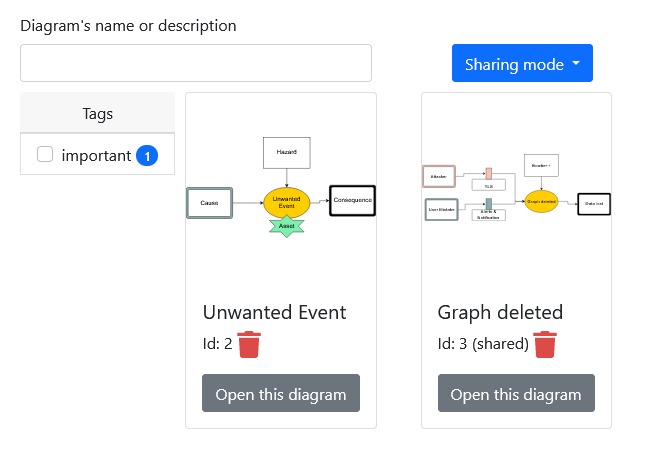 Diagram's name or description
Sharing mode
Tags
important 1
Hazard
Cause
Unwanted
Event
Consequence
Asset
Unwanted Event
Id: 2
Open this diagram
Attacker
TLS
User Mistake
Alerts &
Notification
Graph deleted
Data lost
Graph deleted
Id: 3 (shared)
Open this diagram